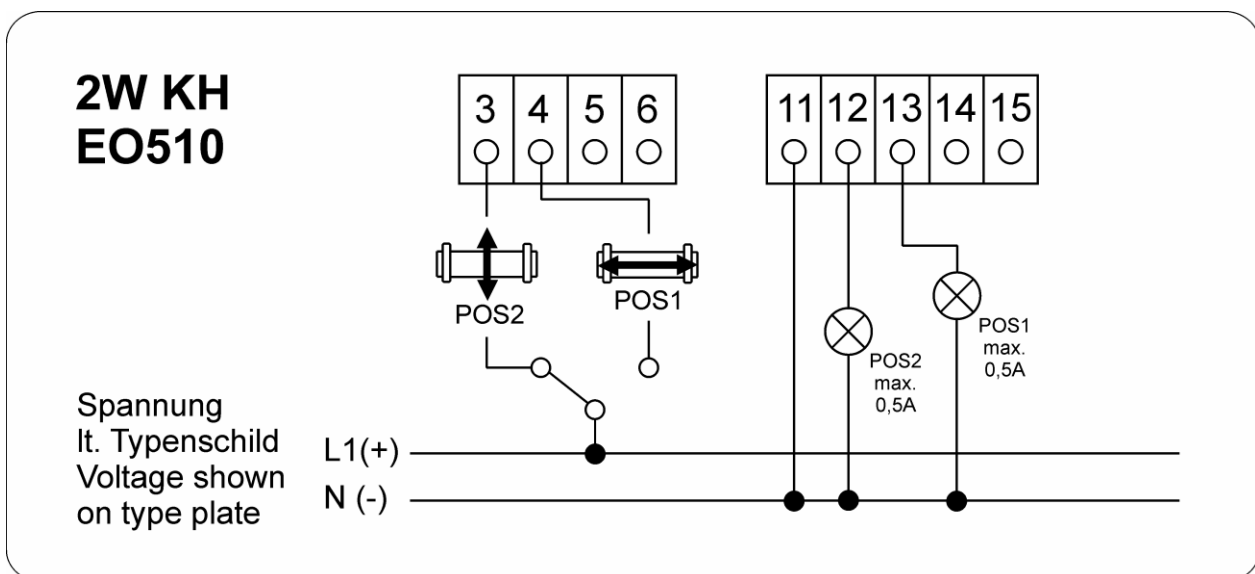 2W KH
EO510
3 4 5 6
11 12 13 14 15
POS2
POS1
POS1
max.
0,5A
POS2
max.
0,5A
Spannung
lt. Typenschild
Voltage shown
on type plate
L1(+)
N (-)